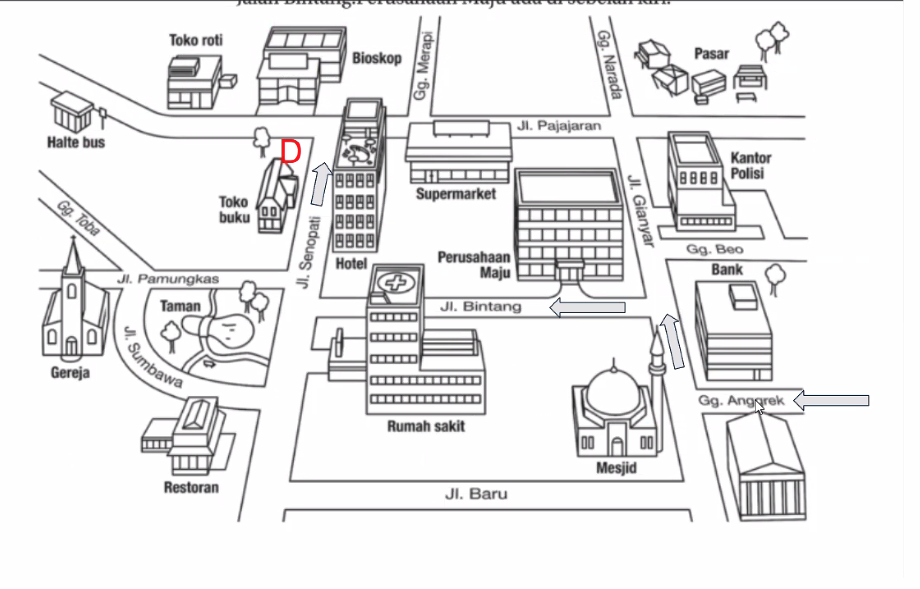 Jalan Bintang.Perusahaan Maju ada di sebelah kiri.
Toko roti
Bioskop
Gg. Merapi
Gg. Narada
Pasar
Halte bus
D
Jl. Pajajaran
Supermarket
Kantor
Polisi
Toko
buku
Gg. Toba
Jl. Senopati
Hotel
Perusahaan
Maju
Jl. Gianyar
Gg. Beo
Bank
Jl. Pamungkas
Taman
Jl. Bintang
Gereja
Jl. Sumbawa
Gg. Anggrek
Rumah sakit
Mesjid
Restoran
Jl. Baru